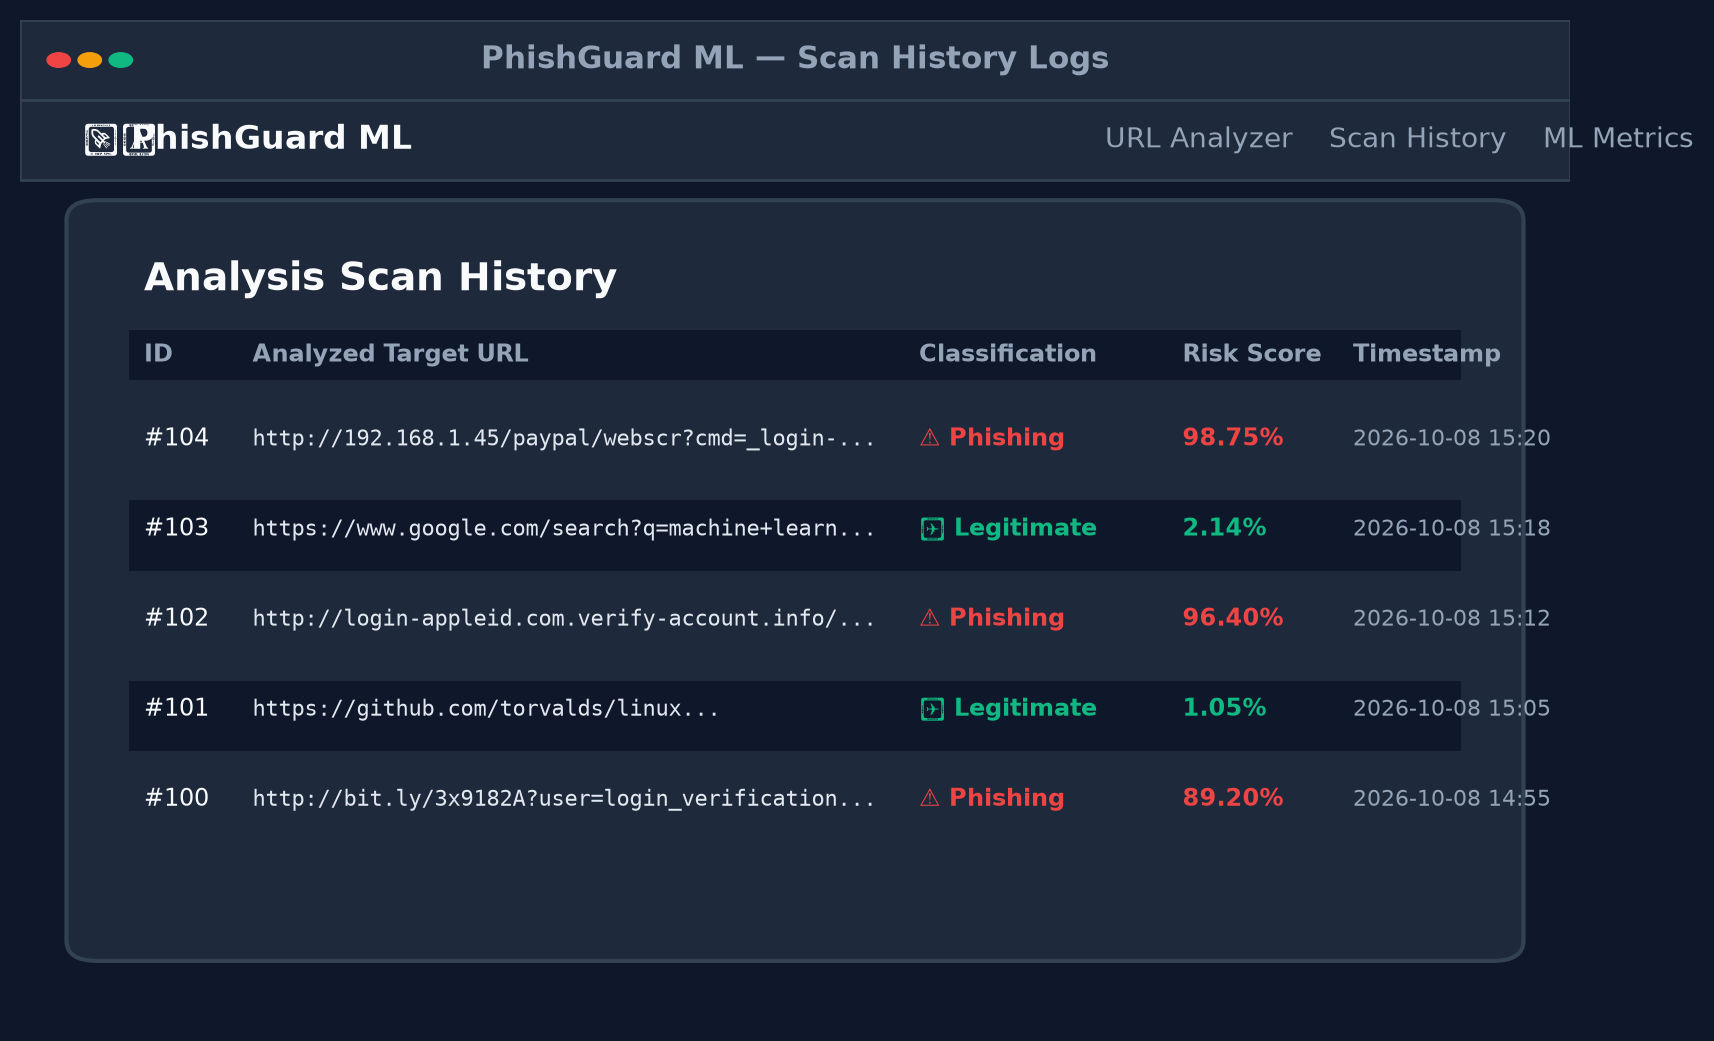 PhishGuard ML — Scan History Logs
PhishGuard ML URL Analyzer Scan History ML Metrics
Analysis Scan History
ID Analyzed Target URL Classification Risk Score Timestamp
#104 http://192.168.1.45/paypal/webscr?cmd=_login-... ⚠ Phishing 98.75% 2026-10-08 15:20
#103 https://www.google.com/search?q=machine+learn... Legitimate 2.14% 2026-10-08 15:18
#102 http://login-appleid.com.verify-account.info/... ⚠ Phishing 96.40% 2026-10-08 15:12
#101 https://github.com/torvalds/linux... Legitimate 1.05% 2026-10-08 15:05
#100 http://bit.ly/3x9182A?user=login_verification... ⚠ Phishing 89.20% 2026-10-08 14:55